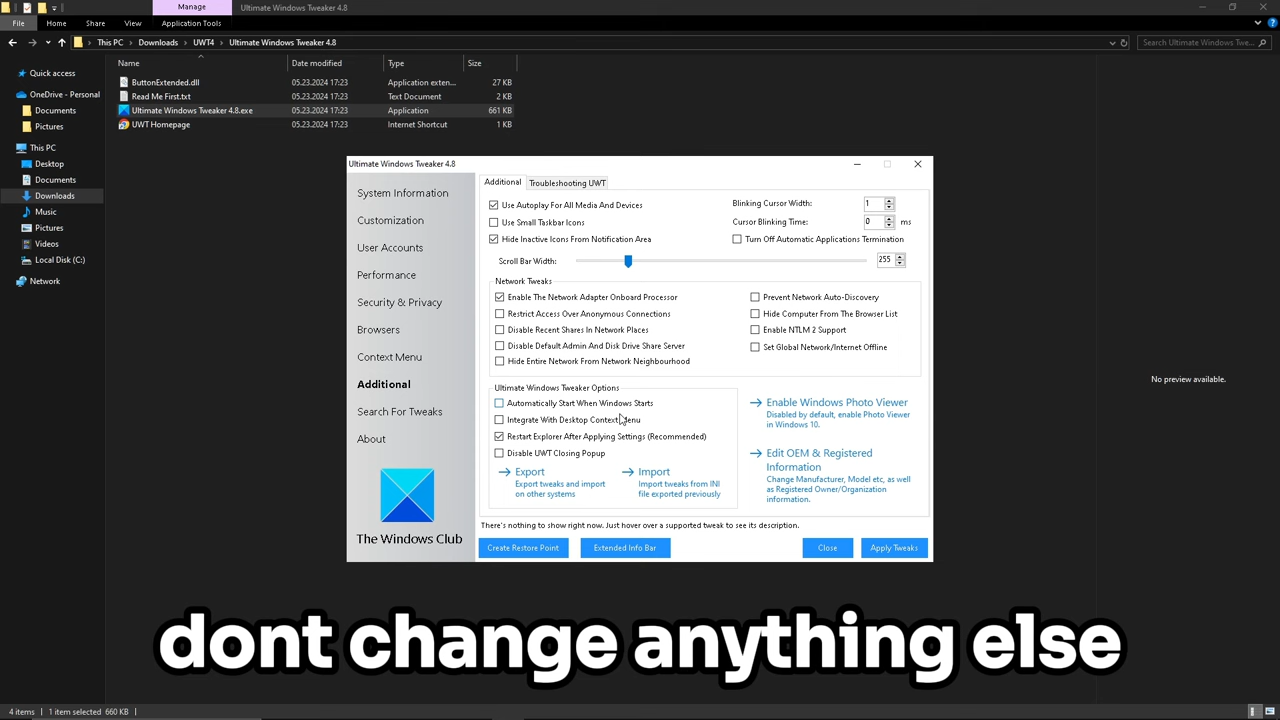 Manage
Ultimate Windows Tweaker 4.8
File
Home
Share
View
Application Tools
This PC
Downloads
UWT4
Ultimate Windows Tweaker 4.8
Search Ultimate Windows Twe...
Name
Date modified
Type
Size
ButtonExtended.dll
05.23.2024 17:23
Application exten...
27 KB
Read Me First.txt
05.23.2024 17:23
Text Document
2 KB
Ultimate Windows Tweaker 4.8.exe
05.23.2024 17:23
Application
661 KB
UWT Homepage
05.23.2024 17:23
Internet Shortcut
1 KB
Quick access
OneDrive - Personal
Documents
Pictures
This PC
Desktop
Documents
Downloads
Music
Pictures
Videos
Local Disk (C:)
Network
Ultimate Windows Tweaker 4.8
System Information
Customization
User Accounts
Performance
Security & Privacy
Browsers
Context Menu
Additional
Search For Tweaks
About
The Windows Club
Additional
Troubleshooting UWT
Use Autoplay For All Media And Devices
Use Small Taskbar Icons
Hide Inactive Icons From Notification Area
Blinking Cursor Width:
1
Cursor Blinking Time:
0
ms
Turn Off Automatic Applications Termination
Scroll Bar Width:
255
Network Tweaks
Enable The Network Adapter Onboard Processor
Restrict Access Over Anonymous Connections
Disable Recent Shares In Network Places
Disable Default Admin And Disk Drive Share Server
Hide Entire Network From Network Neighbourhood
Prevent Network Auto-Discovery
Hide Computer From The Browser List
Enable NTLM 2 Support
Set Global Network/Internet Offline
Ultimate Windows Tweaker Options
Automatically Start When Windows Starts
Integrate With Desktop Context Menu
Restart Explorer After Applying Settings (Recommended)
Disable UWT Closing Popup
Export
Export tweaks and import
on other systems
Import
Import tweaks from INI
file exported previously
Enable Windows Photo Viewer
Disabled by default, enable Photo Viewer
in Windows 10.
Edit OEM & Registered
Information
Change Manufacturer, Model etc, as well
as Registered Owner/Organization
information.
There's nothing to show right now. Just hover over a supported tweak to see its description.
Create Restore Point
Extended Info Bar
Close
Apply Tweaks
No preview available.
dont change anything else
4 items
1 item selected 660 KB